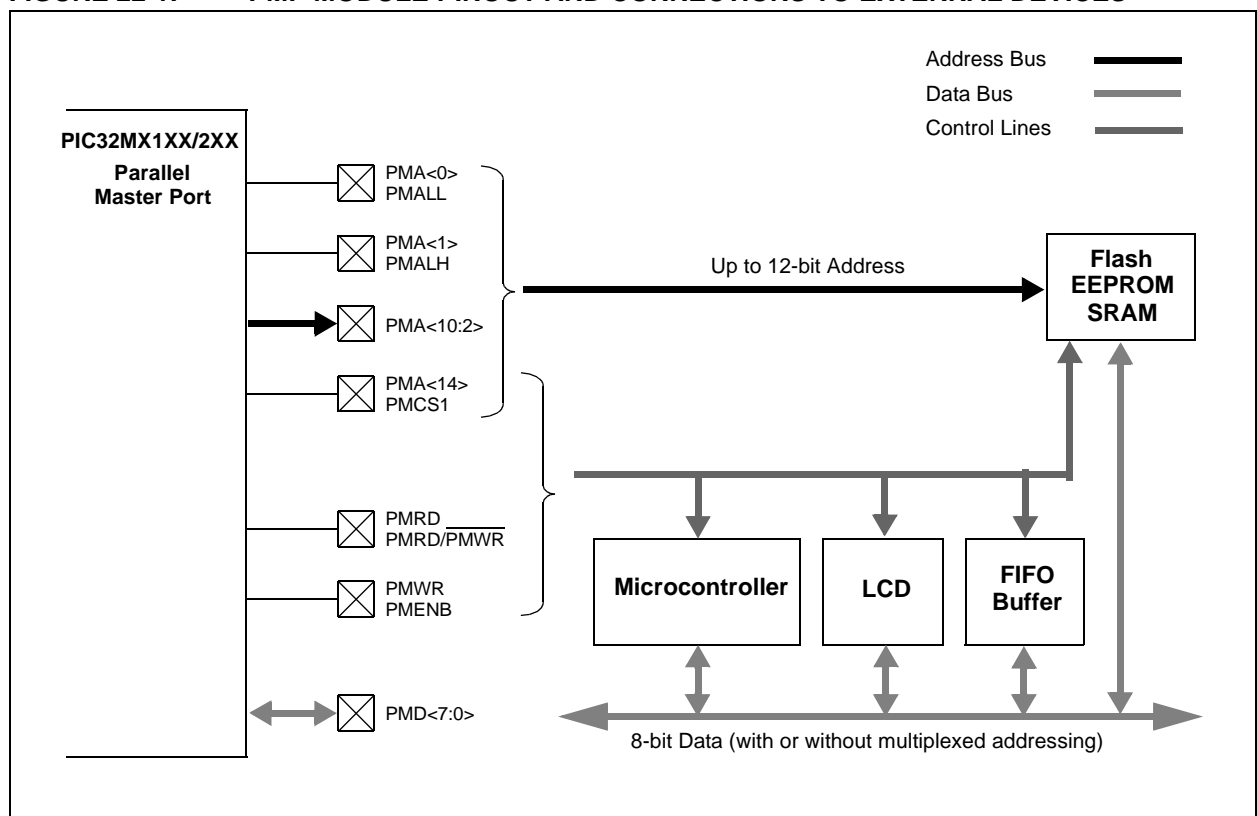 Address Bus
Data Bus
Control Lines
PIC32MX1XX/2XX
Parallel
Master Port
PMA<0>
PMALL
PMA<1>
PMALH
PMA<10:2>
PMA<14>
PMCS1
PMRD
PMRD/PMWR
PMWR
PMENB
PMD<7:0>
Up to 12-bit Address
Flash
EEPROM
SRAM
Microcontroller
LCD
FIFO
Buffer
8-bit Data (with or without multiplexed addressing)